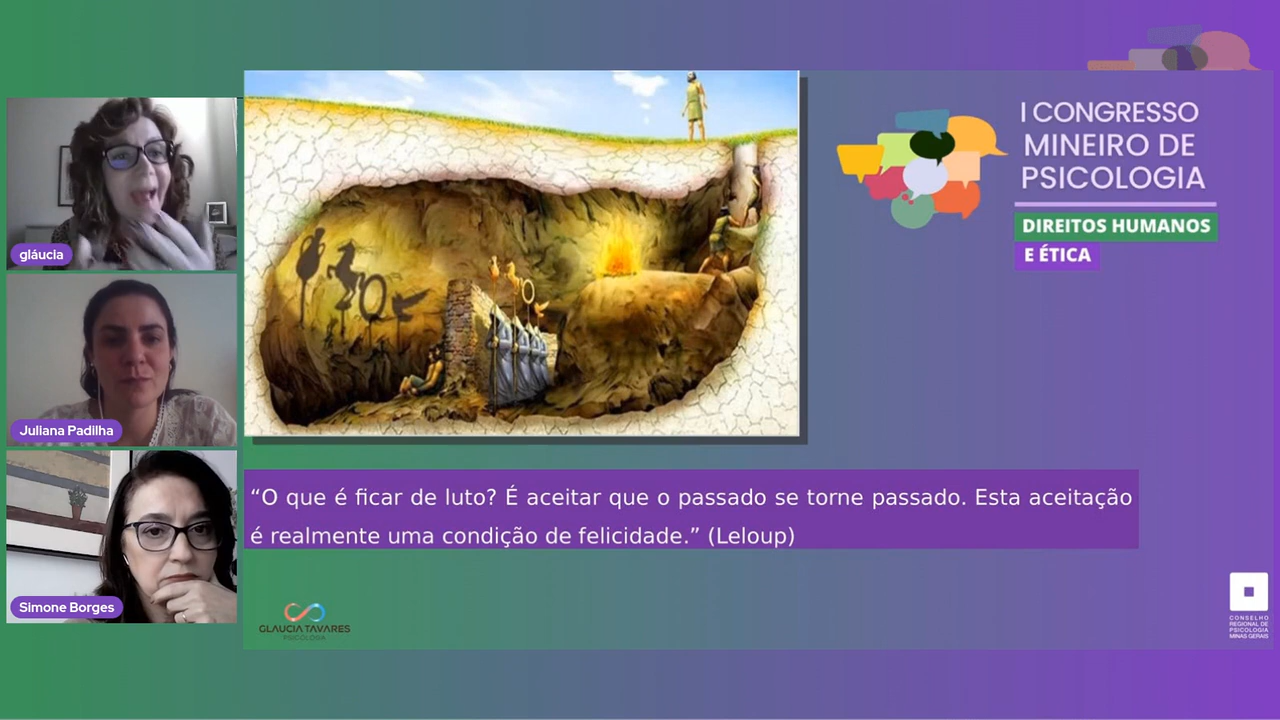 I CONGRESSO
MINEIRO DE
PSICOLOGIA
DIREITOS HUMANOS
E ÉTICA
gláucia
Juliana Padilha
Simone Borges
“O que é ficar de luto? É aceitar que o passado se torne passado. Esta aceitação
é realmente uma condição de felicidade.” (Leloup)
GLAUCIA TAVARES
PSICOLOGIA
CONSELHO
REGIONAL DE
PSICOLOGIA
MINAS GERAIS